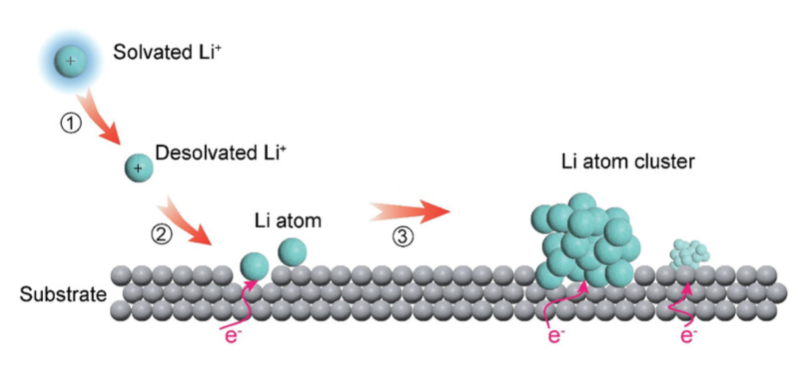 Solvated Li⁺
①
Desolvated Li⁺
Li atom cluster
②
Li atom
③
Substrate
e⁻
e⁻
e⁻
+
+